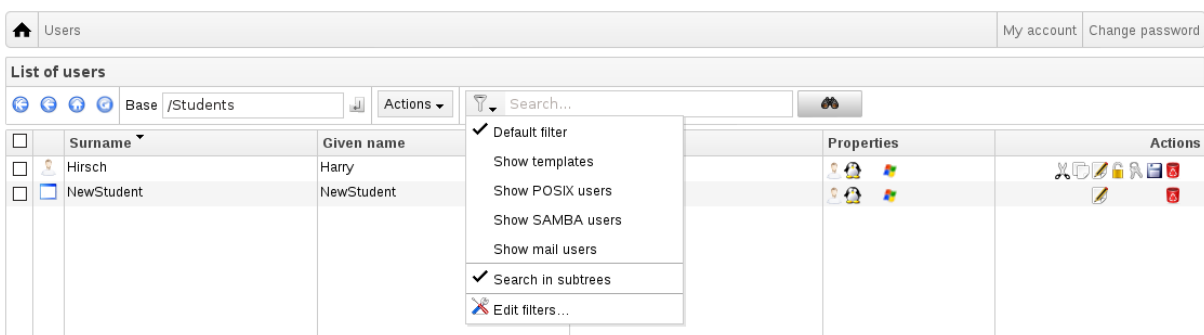 Users My account Change password
List of users
Base /Students Actions Search...
Surname Given name Properties Actions
Default filter
Show templates
Hirsch Harry
Show POSIX users
NewStudent NewStudent
Show SAMBA users
Show mail users
Search in subtrees
Edit filters...